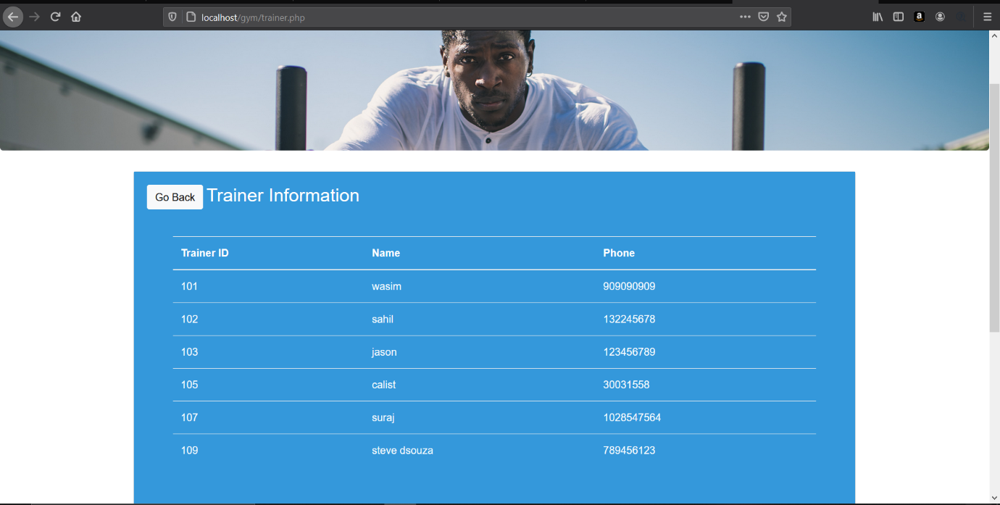 localhost/gym/trainer.php
Go Back Trainer Information
Trainer ID Name Phone
101 wasim 909090909
102 sahil 132245678
103 jason 123456789
105 calist 30031558
107 suraj 1028547564
109 steve dsouza 789456123